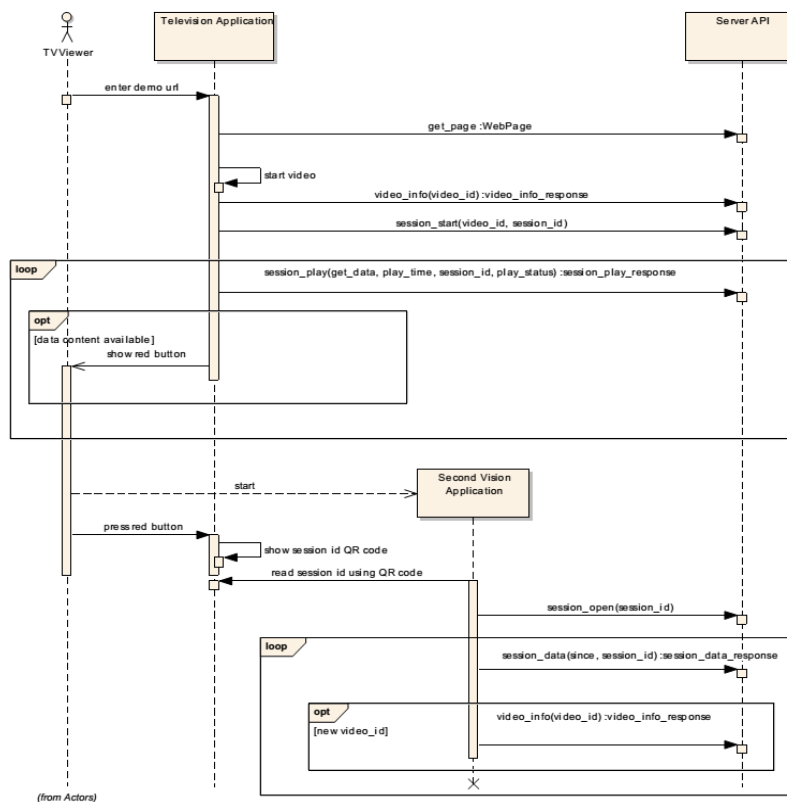 Television Application
Server API
TVViewer
enter demo url
get_page :WebPage
start video
video_info(video_id) :video_info_response
session_start(video_id, session_id)
loop
session_play(get_data, play_time, session_id, play_status) :session_play_response
opt
[data content available]
show red button
Second Vision
Application
start
press red button
show session id QR code
read session id using QR code
session_open(session_id)
loop
session_data(since, session_id) :session_data_response
opt
video_info(video_id) :video_info_response
[new video_id]
(from Actors)